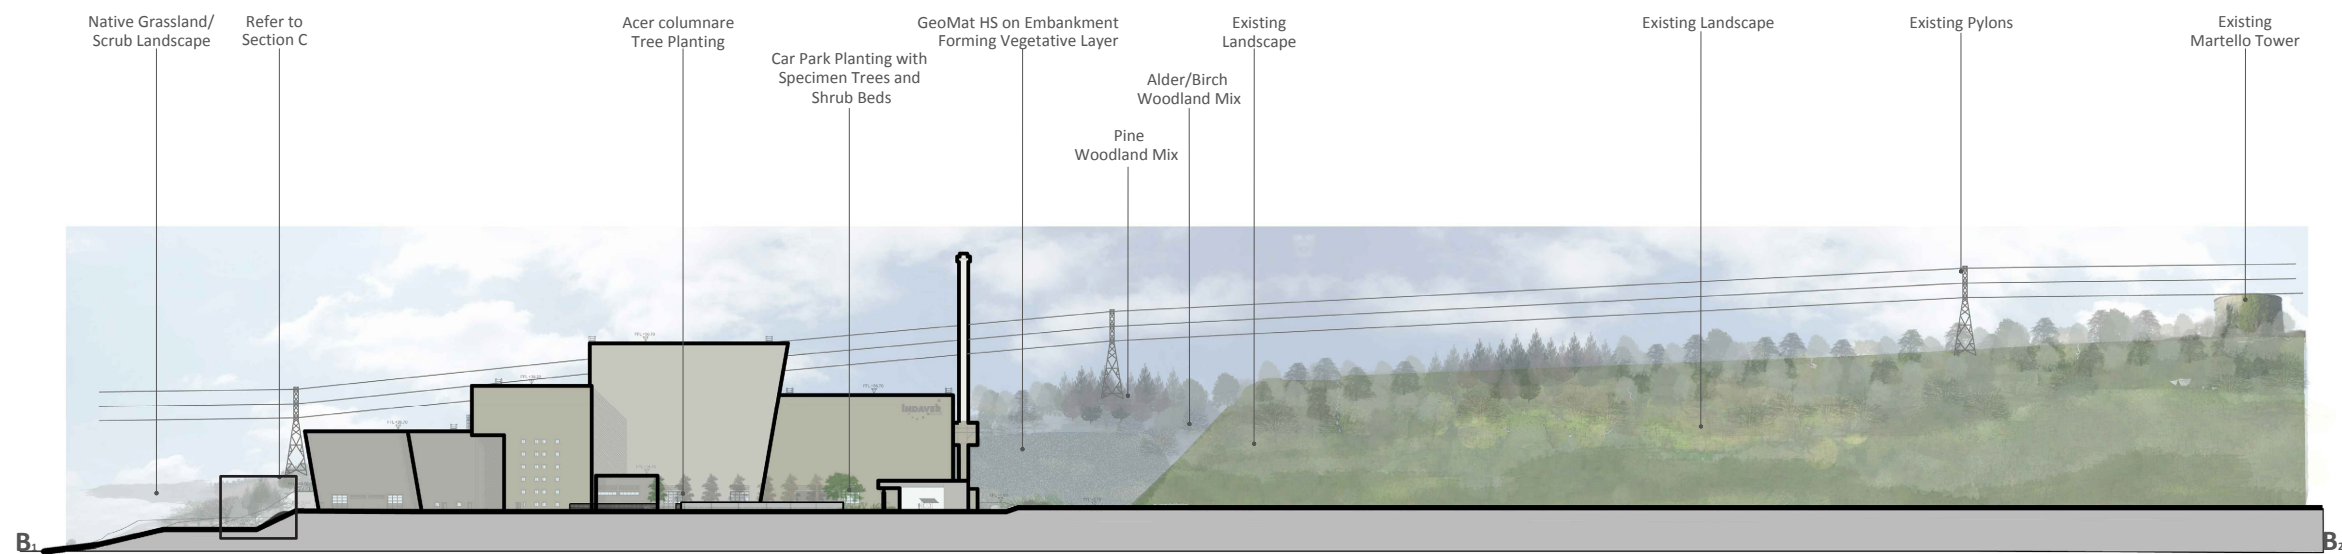 Native Grassland/
Scrub Landscape
Refer to
Section C
Acer columnare
Tree Planting
Car Park Planting with
Specimen Trees and
Shrub Beds
GeoMat HS on Embankment
Forming Vegetative Layer
Pine
Woodland Mix
Alder/Birch
Woodland Mix
Existing
Landscape
Existing Landscape
Existing Pylons
Existing
Martello Tower
indaver
B₁
B₂